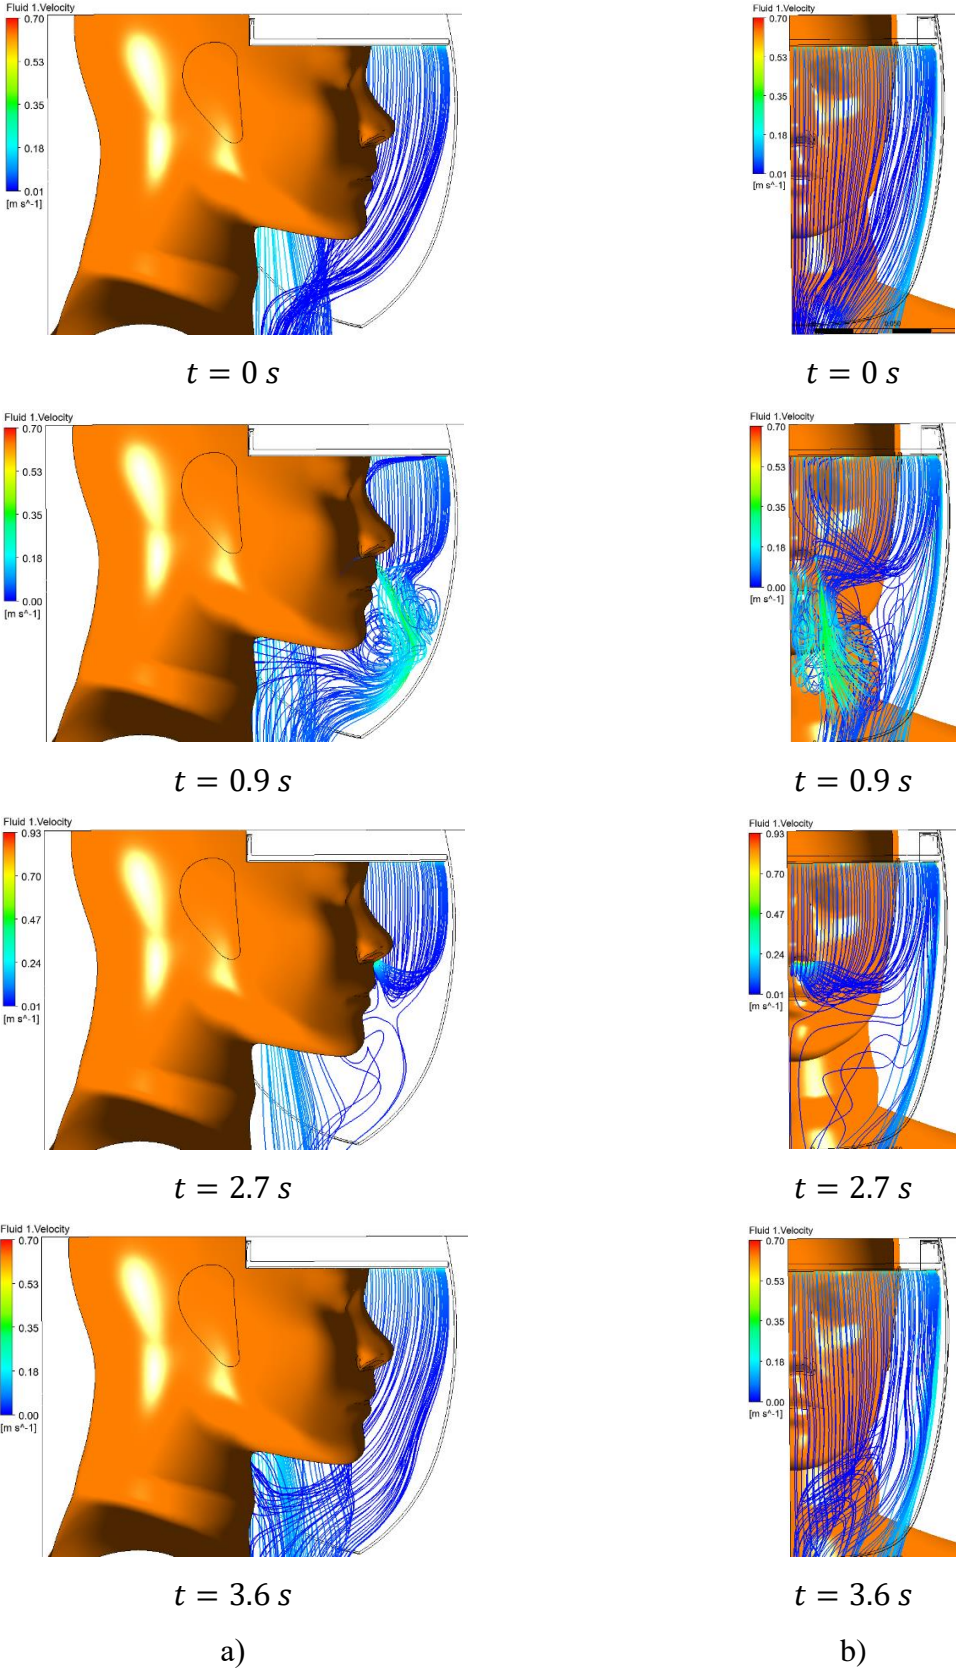 Fluid 1.Velocity
0.70
0.53
0.35
0.18
0.01
[m s^-1]
Fluid 1.Velocity
0.70
0.53
0.35
0.18
0.01
[m s^-1]
0.050
t = 0 s
t = 0 s
Fluid 1.Velocity
0.70
0.53
0.35
0.18
0.00
[m s^-1]
Fluid 1.Velocity
0.70
0.53
0.35
0.18
0.00
[m s^-1]
t = 0.9 s
t = 0.9 s
Fluid 1.Velocity
0.93
0.70
0.47
0.24
0.01
[m s^-1]
Fluid 1.Velocity
0.93
0.70
0.47
0.24
0.01
[m s^-1]
t = 2.7 s
t = 2.7 s
Fluid 1.Velocity
0.70
0.53
0.35
0.18
0.00
[m s^-1]
Fluid 1.Velocity
0.70
0.53
0.35
0.18
0.00
[m s^-1]
t = 3.6 s
t = 3.6 s
a)
b)